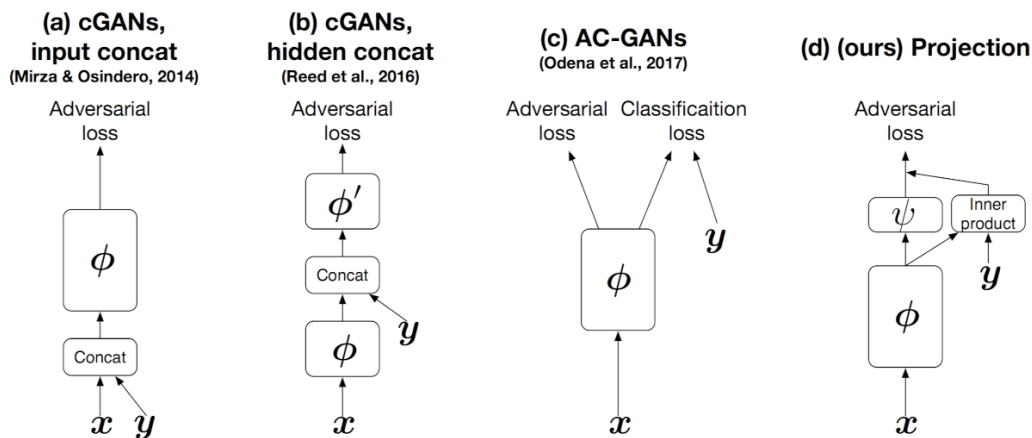 (a) cGANs,
input concat
(Mirza & Osindero, 2014)
Adversarial
loss
ϕ
Concat
x y
(b) cGANs,
hidden concat
(Reed et al., 2016)
Adversarial
loss
ϕ′
Concat
y
ϕ
x
(c) AC-GANs
(Odena et al., 2017)
Adversarial
loss
Classificaition
loss
y
ϕ
x
(d) (ours) Projection
Adversarial
loss
ψ
Inner
product
y
ϕ
x